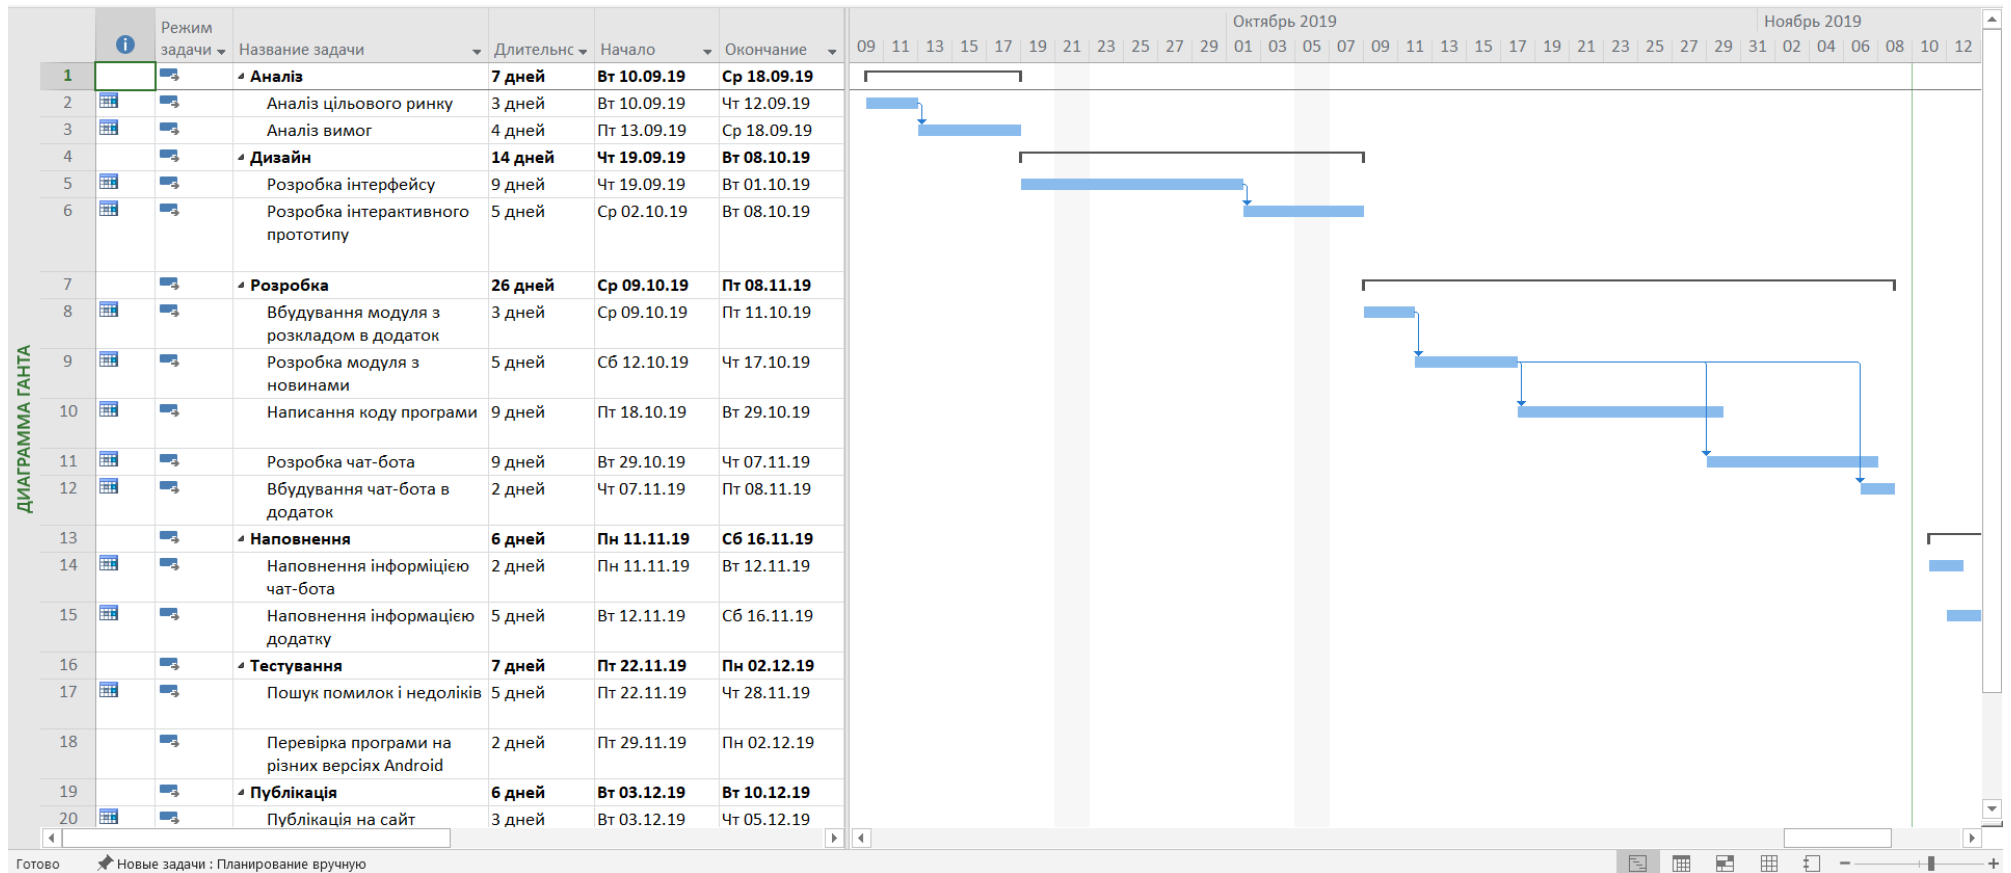 Октябрь 2019 Ноябрь 2019
Режим
задачи Название задачи Длительнс Начало Окончание 09 11 13 15 17 19 21 23 25 27 29 01 03 05 07 09 11 13 15 17 19 21 23 25 27 29 31 02 04 06 08 10 12
1 Аналіз 7 дней Вт 10.09.19 Ср 18.09.19
2 Аналіз цільового ринку 3 дней Вт 10.09.19 Чт 12.09.19
3 Аналіз вимог 4 дней Пт 13.09.19 Ср 18.09.19
4 Дизайн 14 дней Чт 19.09.19 Вт 08.10.19
5 Розробка інтерфейсу 9 дней Чт 19.09.19 Вт 01.10.19
6 Розробка інтерактивного 5 дней Ср 02.10.19 Вт 08.10.19
прототипу
7 Розробка 26 дней Ср 09.10.19 Пт 08.11.19
8 Вбудування модуля з 3 дней Ср 09.10.19 Пт 11.10.19
розкладом в додаток
9 Розробка модуля з 5 дней Сб 12.10.19 Чт 17.10.19
новинами
10 Написання коду програми 9 дней Пт 18.10.19 Вт 29.10.19
11 Розробка чат-бота 9 дней Вт 29.10.19 Чт 07.11.19
12 Вбудування чат-бота в 2 дней Чт 07.11.19 Пт 08.11.19
додаток
13 Наповнення 6 дней Пн 11.11.19 Сб 16.11.19
14 Наповнення інформіцією 2 дней Пн 11.11.19 Вт 12.11.19
чат-бота
15 Наповнення інформацією 5 дней Вт 12.11.19 Сб 16.11.19
додатку
16 Тестування 7 дней Пт 22.11.19 Пн 02.12.19
17 Пошук помилок і недоліків 5 дней Пт 22.11.19 Чт 28.11.19
18 Перевірка програми на 2 дней Пт 29.11.19 Пн 02.12.19
різних версіях Android
19 Публікація 6 дней Вт 03.12.19 Вт 10.12.19
20 Публікація на сайт 3 дней Вт 03.12.19 Чт 05.12.19
ДИАГРАММА ГАНТА
Готово Новые задачи : Планирование вручную